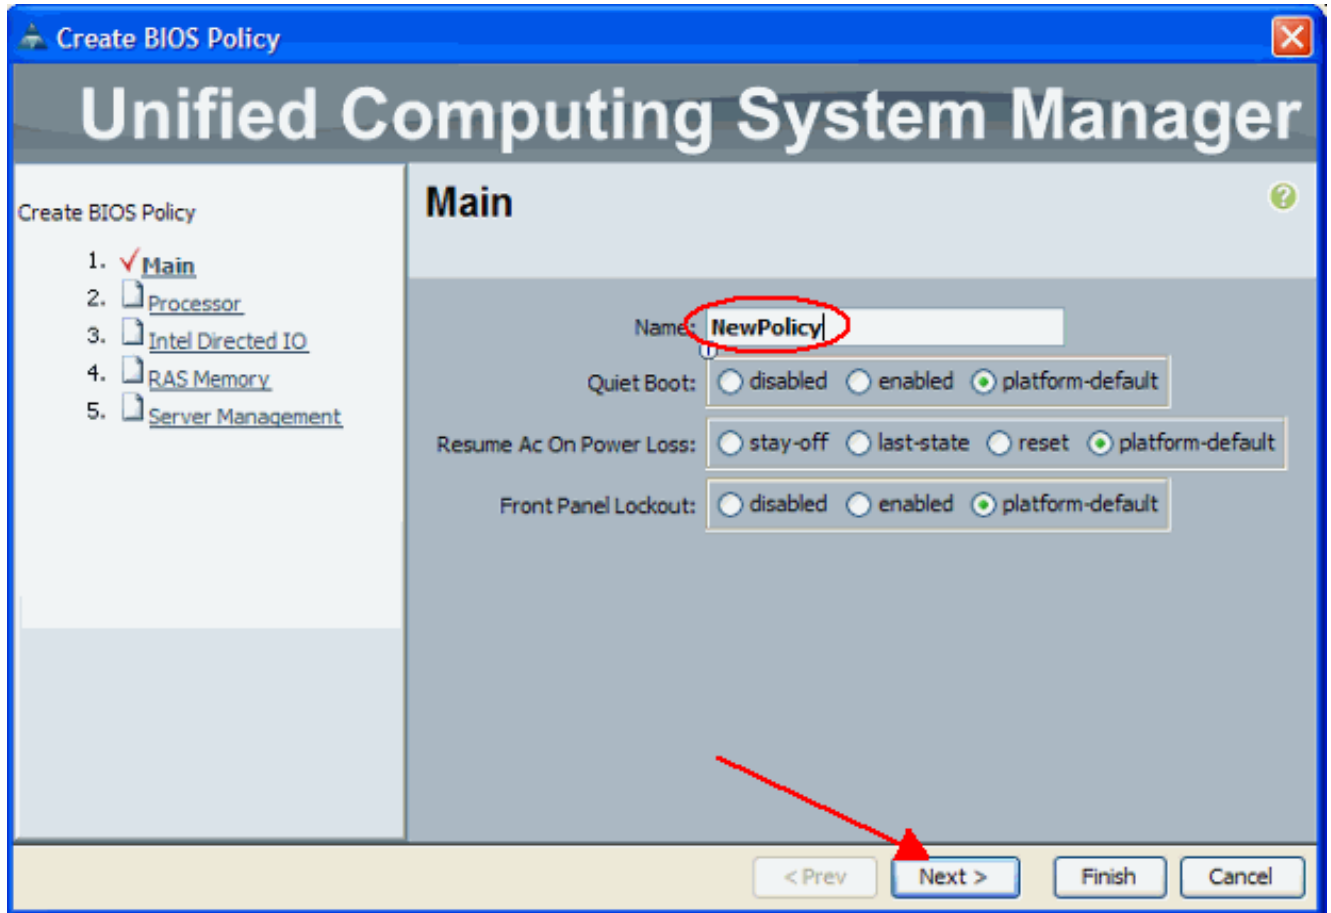 Create BIOS Policy
Unified Computing System Manager
Create BIOS Policy
1. Main
2. Processor
3. Intel Directed IO
4. RAS Memory
5. Server Management
Main
Name: NewPolicy
Quiet Boot: disabled enabled platform-default
Resume Ac On Power Loss: stay-off last-state reset platform-default
Front Panel Lockout: disabled enabled platform-default
< Prev Next > Finish Cancel